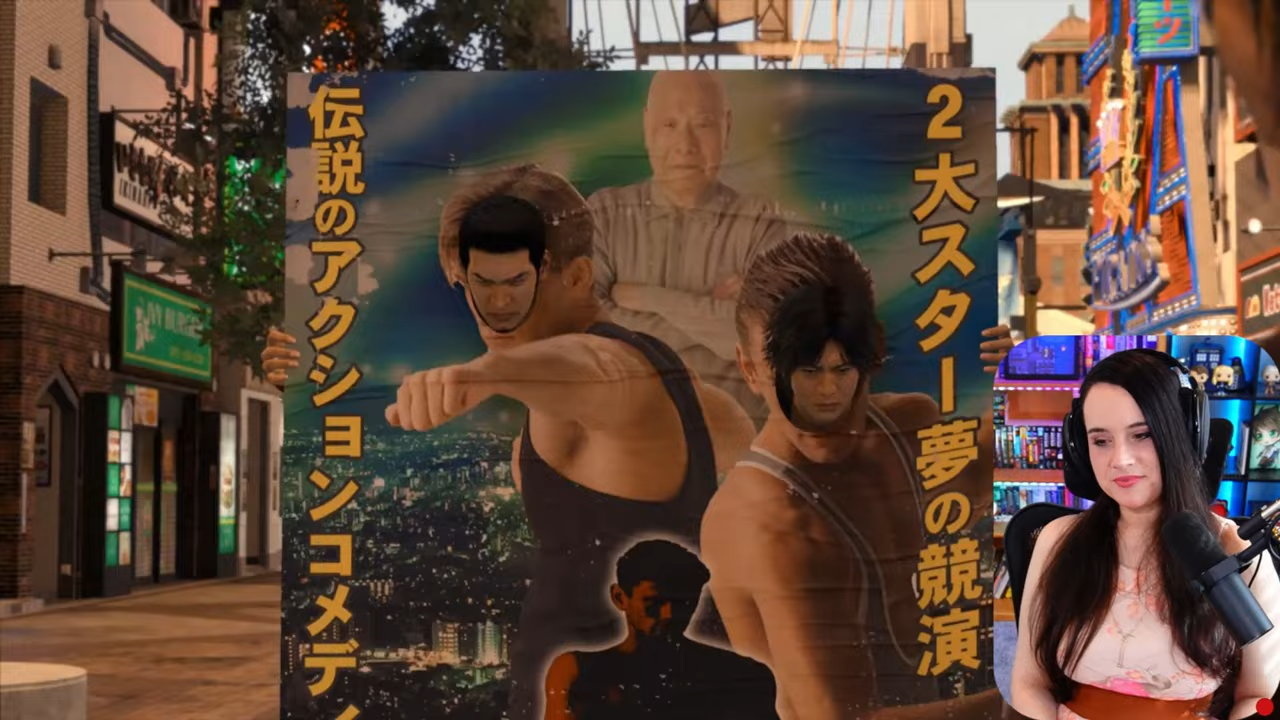 伝説のアクションコメディ
2大スター夢の競演